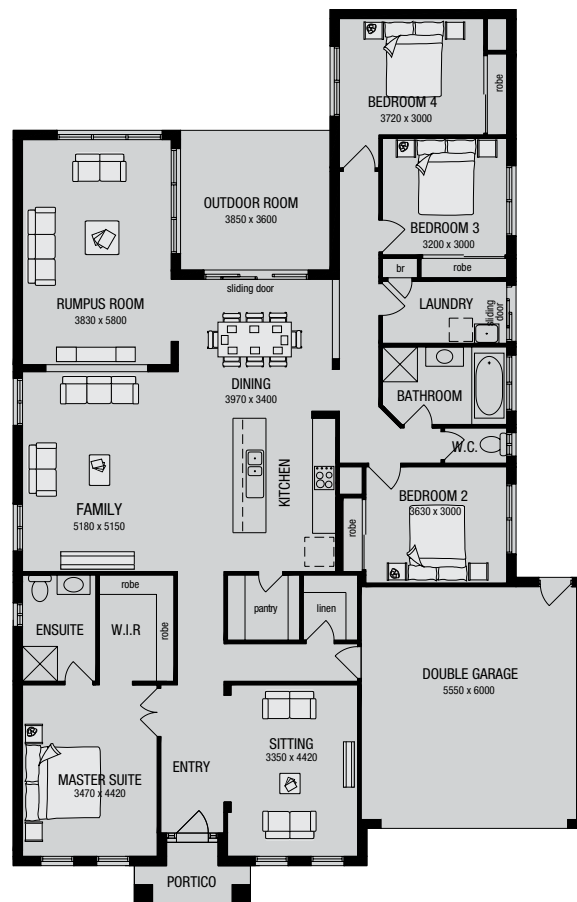 BEDROOM 4
3720 x 3000
robe
BEDROOM 3
3200 x 3000
OUTDOOR ROOM
3850 x 3600
br
robe
sliding door
LAUNDRY
sliding
door
RUMPUS ROOM
3830 x 5800
DINING
3970 x 3400
BATHROOM
W.C.
KITCHEN
BEDROOM 2
3630 x 3000
robe
FAMILY
5180 x 5150
robe
ENSUITE
W.I.R
robe
pantry
linen
DOUBLE GARAGE
5550 x 6000
SITTING
3350 x 4420
ENTRY
MASTER SUITE
3470 x 4420
PORTICO